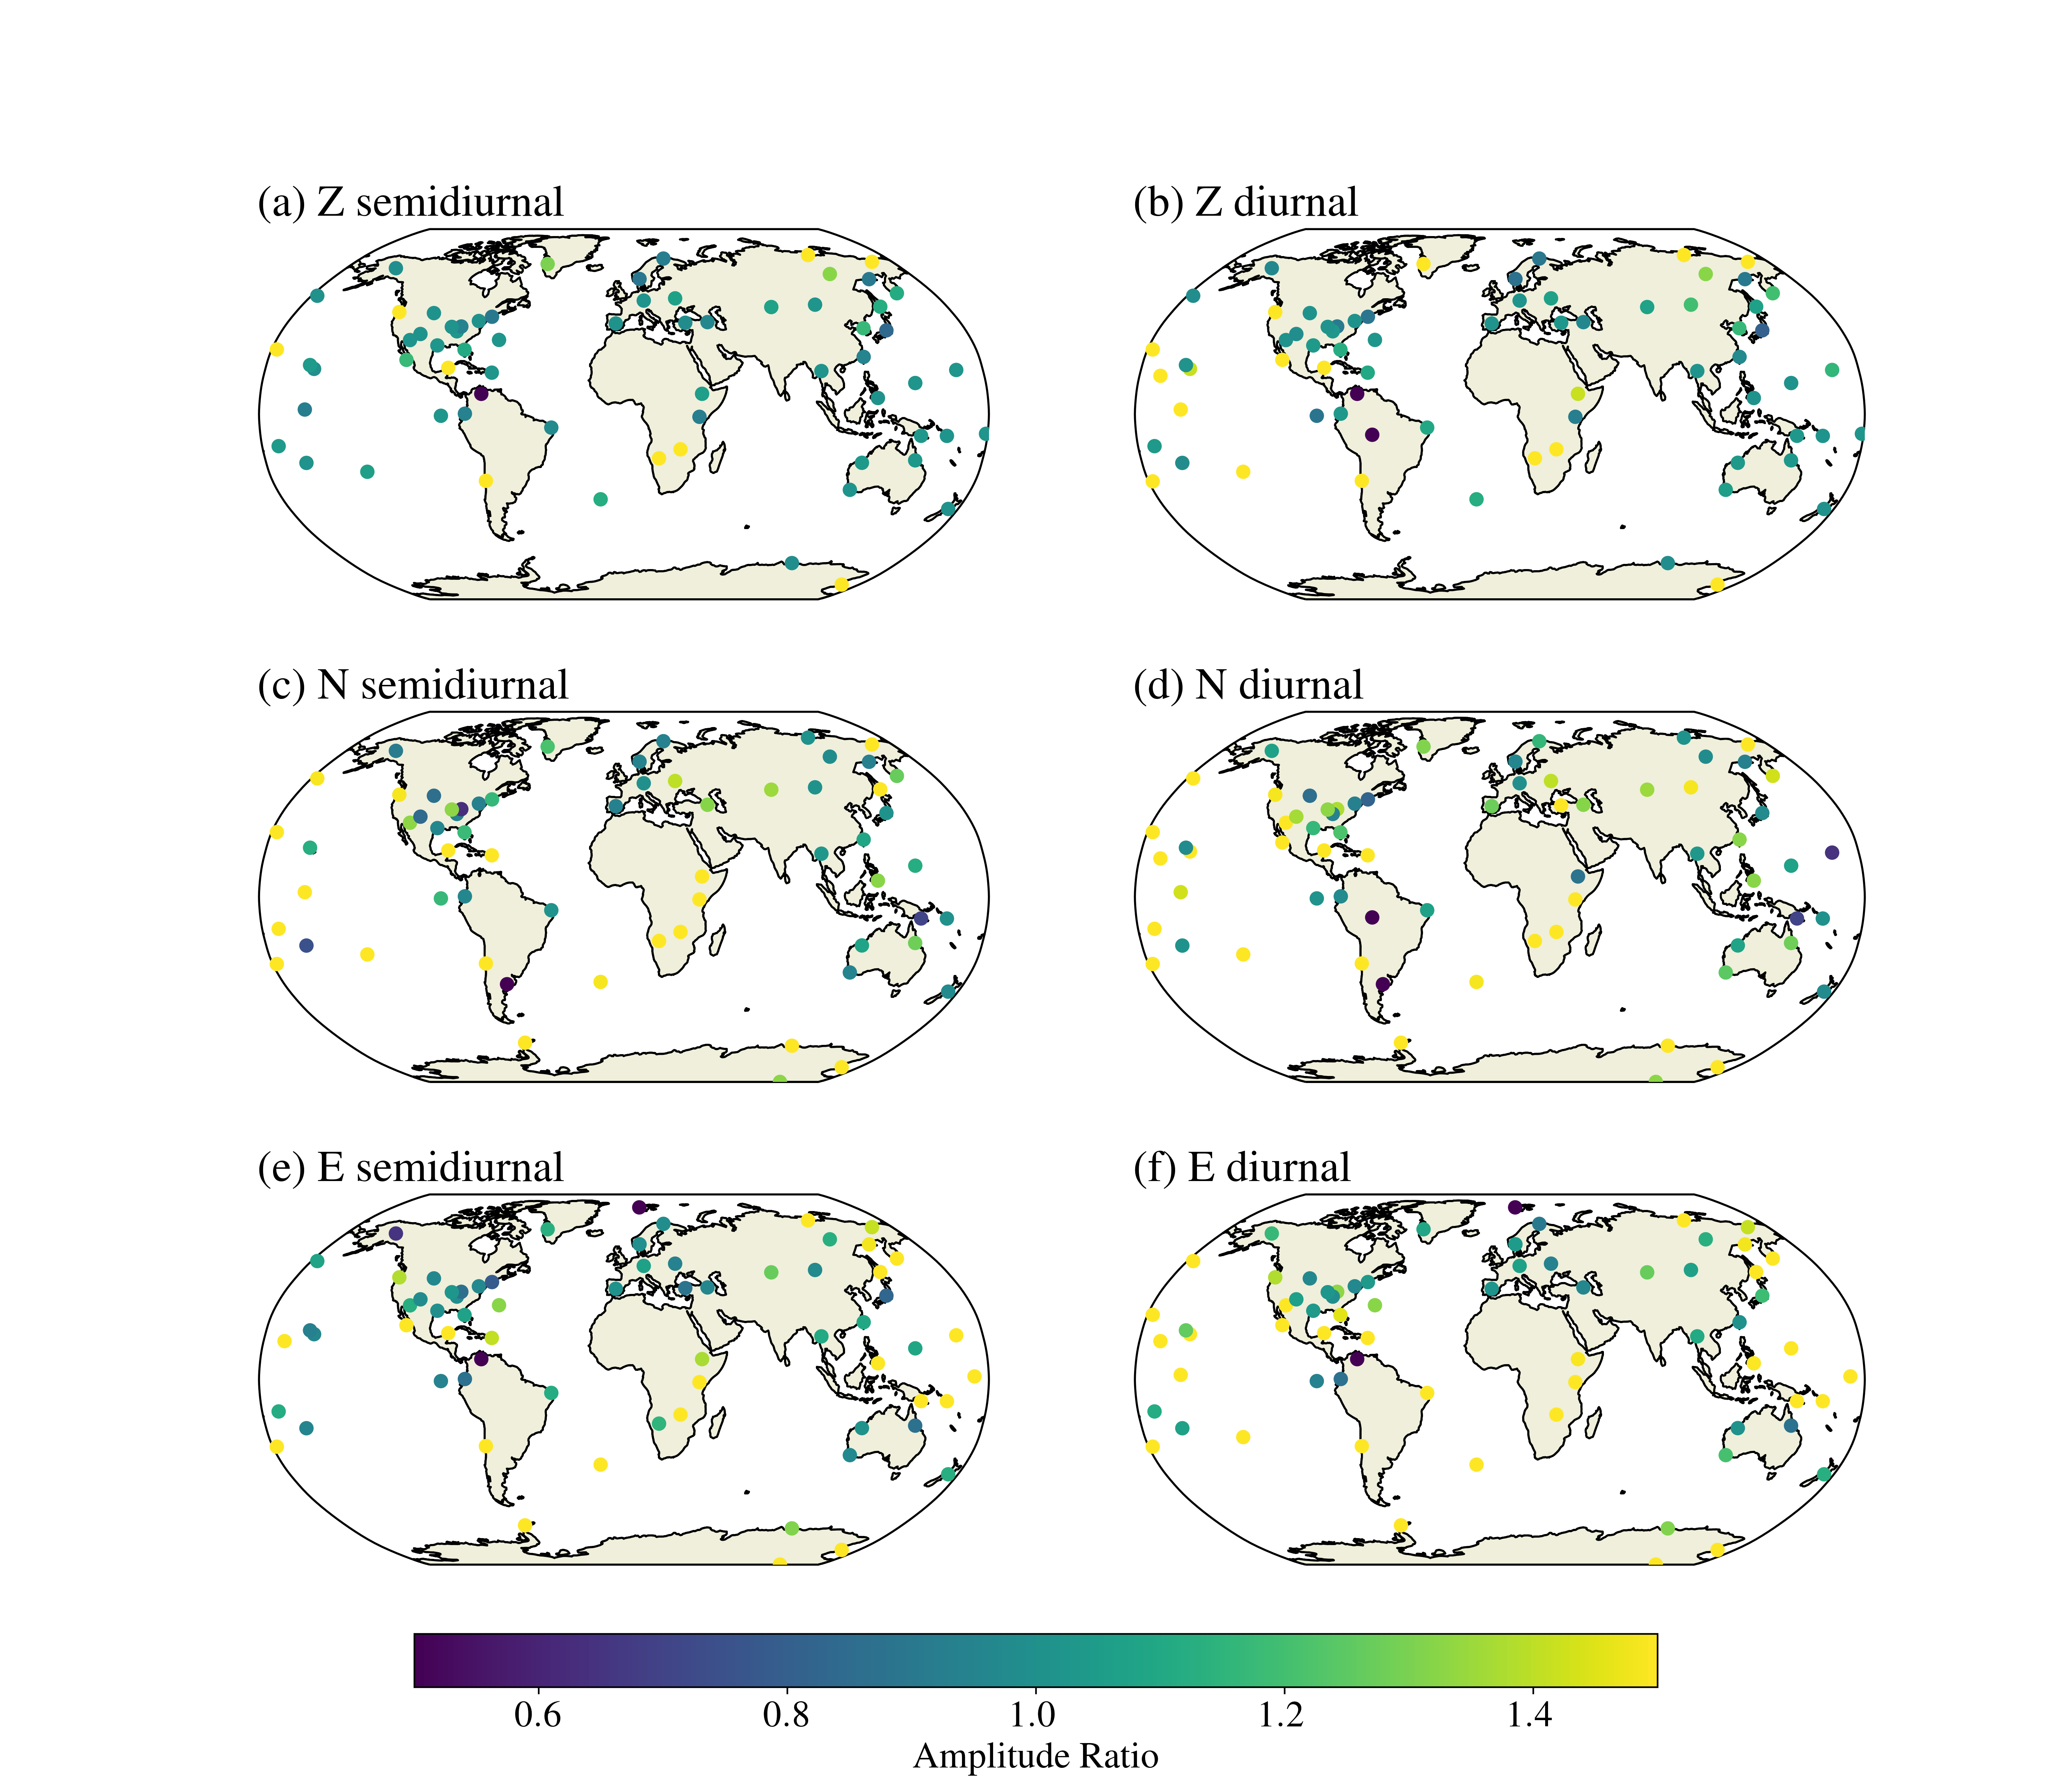 (a) Z semidiurnal
(b) Z diurnal
(c) N semidiurnal
(d) N diurnal
(e) E semidiurnal
(f) E diurnal
0.6 0.8 1.0 1.2 1.4
Amplitude Ratio